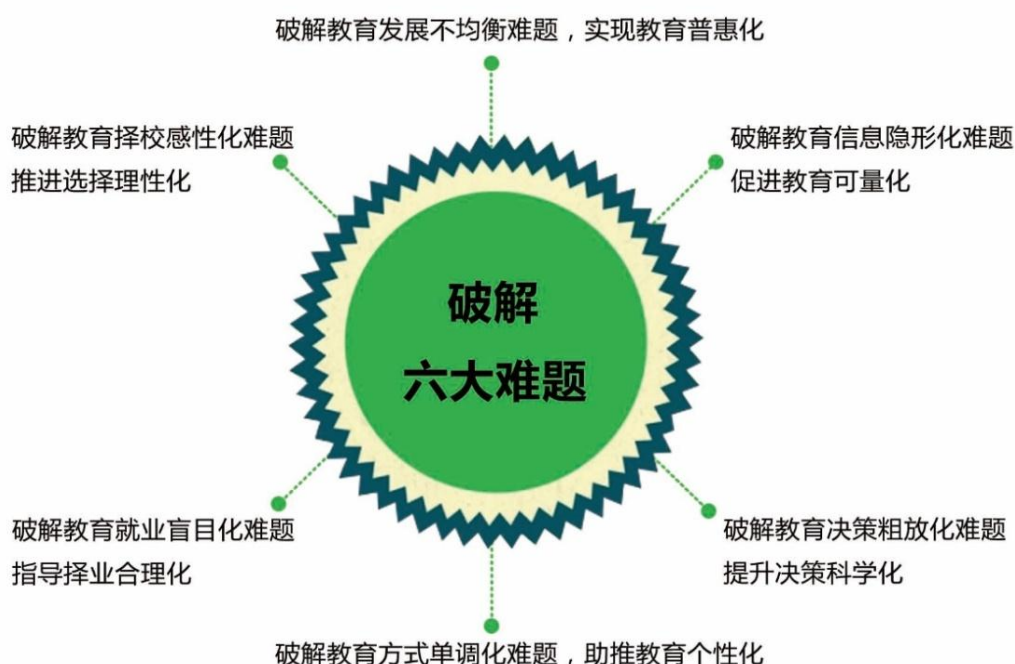 破解教育发展不均衡难题，实现教育普惠化
破解教育择校感性化难题
推进选择理性化
破解教育信息隐形化难题
促进教育可量化
破解
六大难题
破解教育就业盲目化难题
指导择业合理化
破解教育决策粗放化难题
提升决策科学化
破解教育方式单调化难题，助推教育个性化